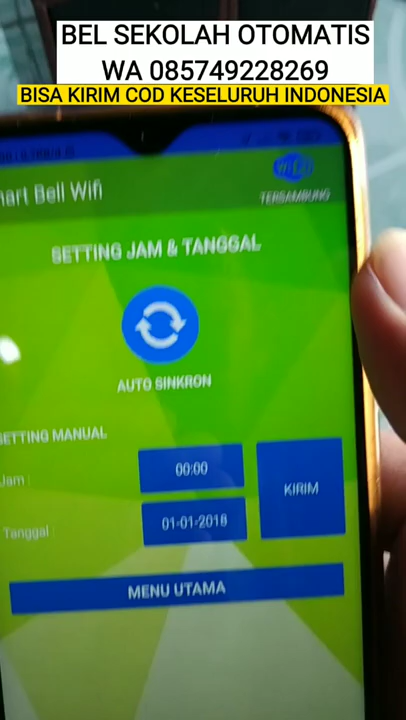 BEL SEKOLAH OTOMATIS
WA 085749228269
BISA KIRIM COD KESELURUH INDONESIA
mart Bell Wifi
TERSAMBUNG
SETTING JAM & TANGGAL
AUTO SINKRON
SETTING MANUAL
Jam :
00:00
KIRIM
Tanggal :
01-01-2018
MENU UTAMA